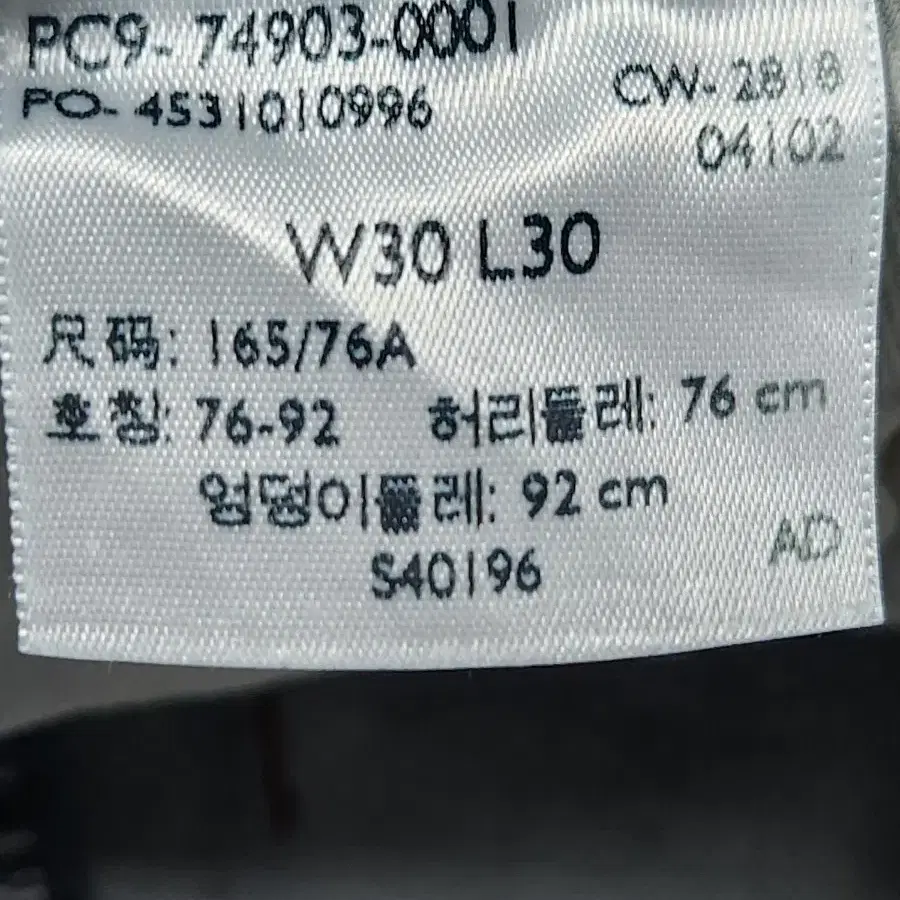 PC9-74903-0001
PO-4531010996
CW-2818
04102
W30 L30
尺码: 165/76A
호칭: 76-92 허리둘레: 76 cm
엉덩이둘레: 92 cm
S40196
AD